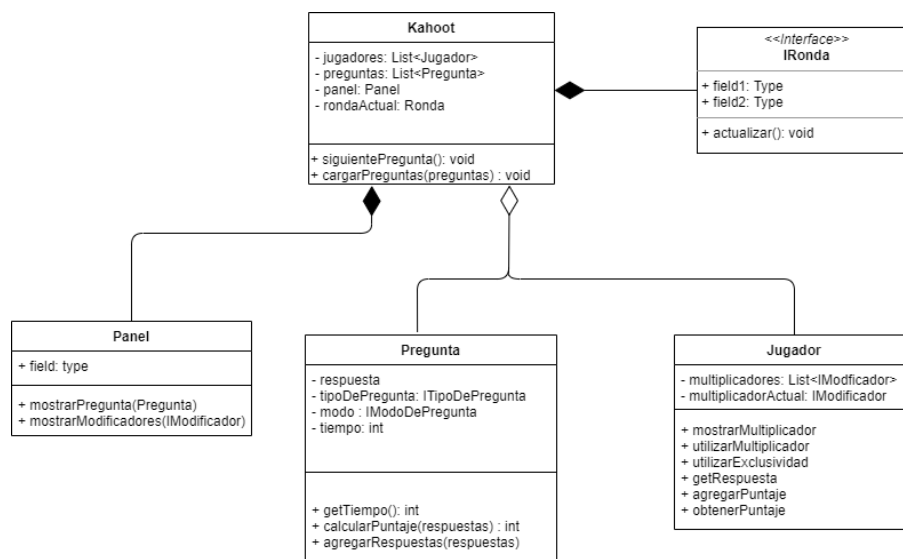 Kahoot
- jugadores: List<Jugador>
- preguntas: List<Pregunta>
- panel: Panel
- rondaActual: Ronda
+ siguientePregunta(): void
+ cargarPreguntas(preguntas) : void
<<Interface>>
IRonda
+ field1: Type
+ field2: Type
+ actualizar(): void
Panel
+ field: type
+ mostrarPregunta(Pregunta)
+ mostrarModificadores(IModificador)
Pregunta
- respuesta
- tipoDePregunta: ITipoDePregunta
- modo : IModoDePregunta
- tiempo: int
+ getTiempo(): int
+ calcularPuntaje(respuestas) : int
+ agregarRespuestas(respuestas)
Jugador
- multiplicadores: List<IModficador>
- multiplicadorActual: IModificador
+ mostrarMultiplicador
+ utilizarMultiplicador
+ utilizarExclusividad
+ getRespuesta
+ agregarPuntaje
+ obtenerPuntaje